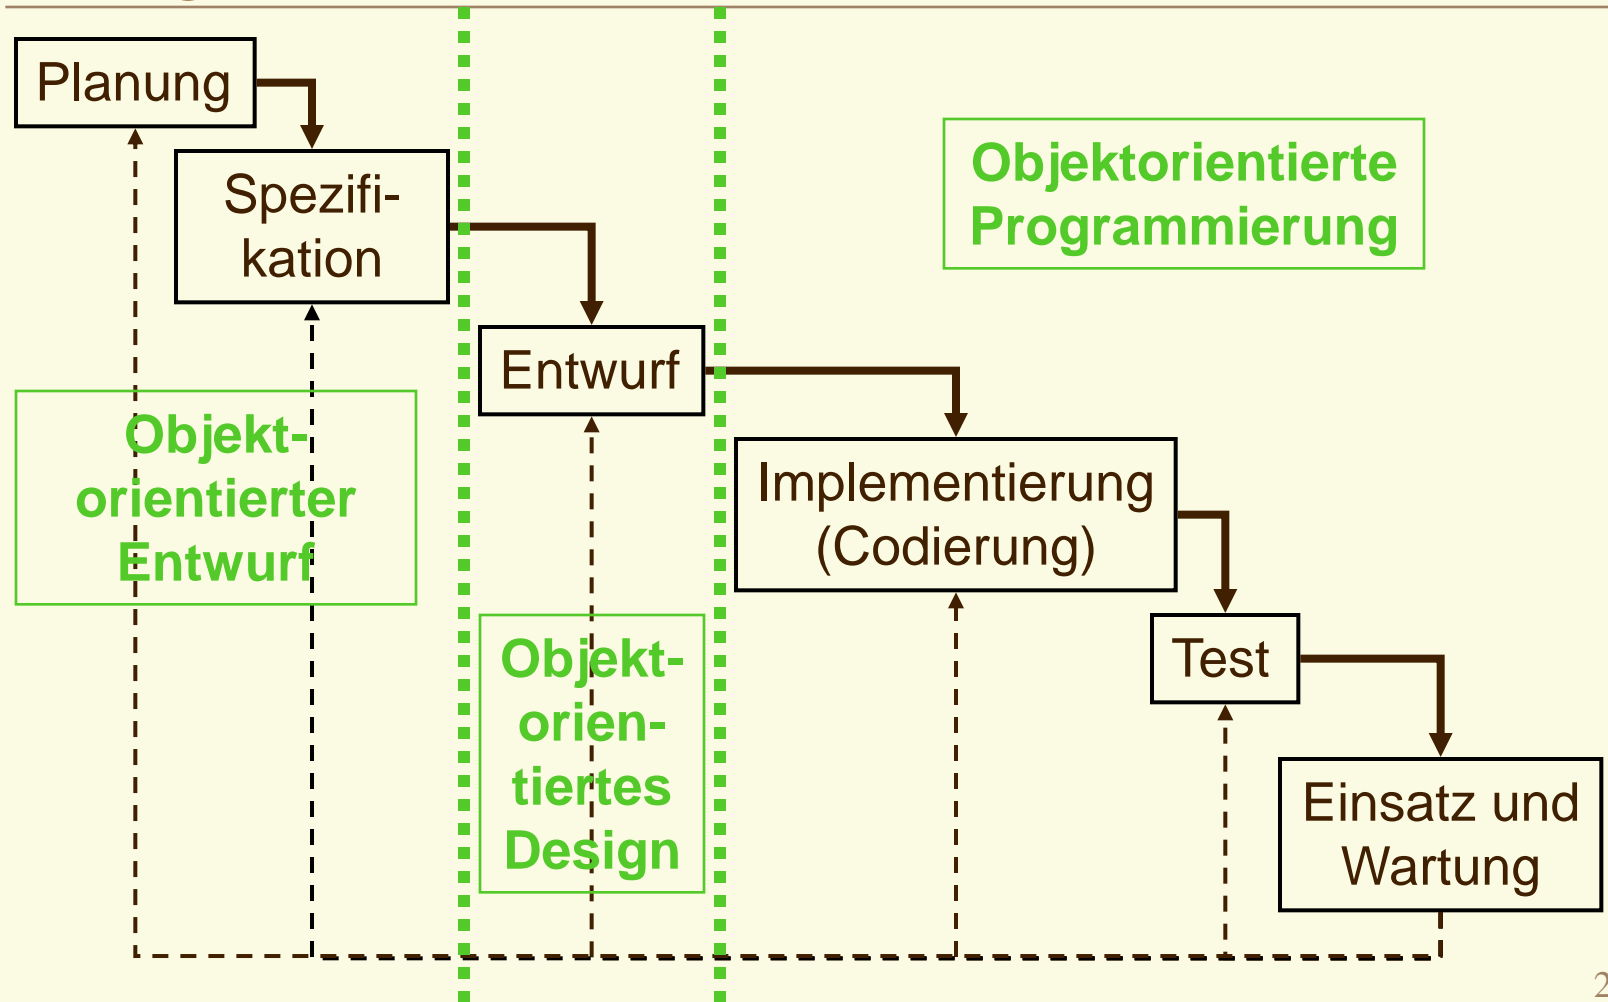 Planung
Spezifi-
kation
Objektorientierte
Programmierung
Entwurf
Objekt-
orientierter
Entwurf
Implementierung
(Codierung)
Objekt-
orien-
tiertes
Design
Test
Einsatz und
Wartung
2